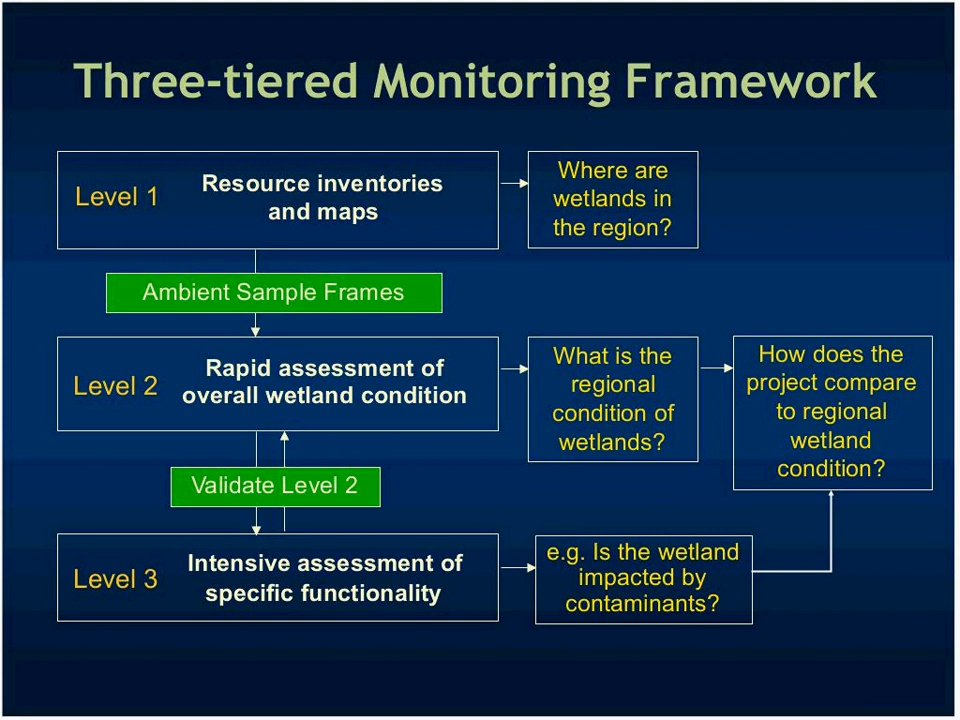 Three-tiered Monitoring Framework
Level 1
Resource inventories
and maps
Where are
wetlands in
the region?
Ambient Sample Frames
Level 2
Rapid assessment of
overall wetland condition
What is the
regional
condition of
wetlands?
How does the
project compare
to regional
wetland
condition?
Validate Level 2
Level 3
Intensive assessment of
specific functionality
e.g. Is the wetland
impacted by
contaminants?